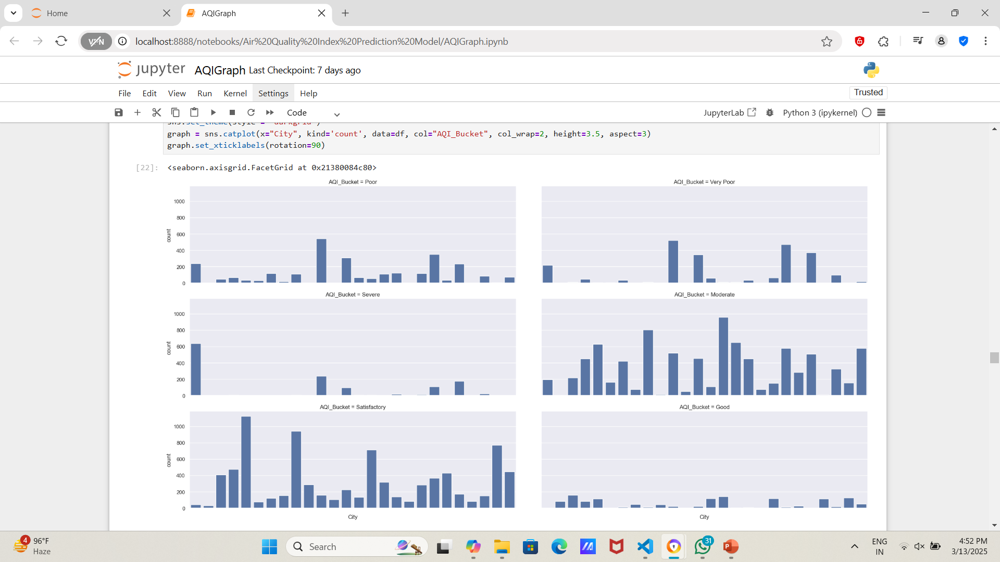 Home
AQIGraph
VPN
localhost:8888/notebooks/Air%20Quality%20Index%20Prediction%20Model/AQIGraph.ipynb
jupyter AQIGraph Last Checkpoint: 7 days ago
File Edit View Run Kernel Settings Help
Trusted
Code
JupyterLab
Python 3 (ipykernel)
sns.set_theme(style = "darkgrid")
graph = sns.catplot(x="City", kind='count', data=df, col="AQI_Bucket", col_wrap=2, height=3.5, aspect=3)
graph.set_xticklabels(rotation=90)
[22]: <seaborn.axisgrid.FacetGrid at 0x21380084c80>
AQI_Bucket = Poor
AQI_Bucket = Very Poor
1000
800
600
400
200
0
count
AQI_Bucket = Severe
AQI_Bucket = Moderate
1000
800
600
400
200
0
count
AQI_Bucket = Satisfactory
AQI_Bucket = Good
1000
800
600
400
200
0
count
City
City
4
96°F
Haze
Search
31
ENG
IN
4:52 PM
3/13/2025